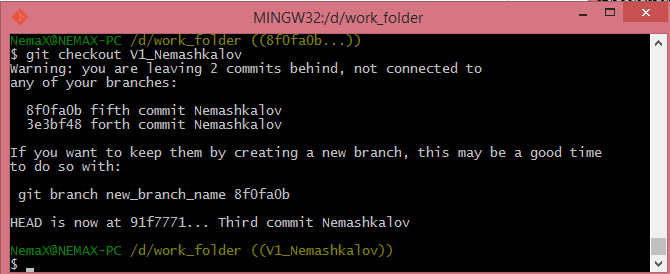 MINGW32:/d/work_folder
NemaX@NEMAX-PC /d/work_folder ((8f0fa0b...))
$ git checkout V1_Nemashkalov
Warning: you are leaving 2 commits behind, not connected to
any of your branches:
8f0fa0b fifth commit Nemashkalov
3e3bf48 forth commit Nemashkalov
If you want to keep them by creating a new branch, this may be a good time
to do so with:
git branch new_branch_name 8f0fa0b
HEAD is now at 91f7771... Third commit Nemashkalov
NemaX@NEMAX-PC /d/work_folder ((V1_Nemashkalov))
$